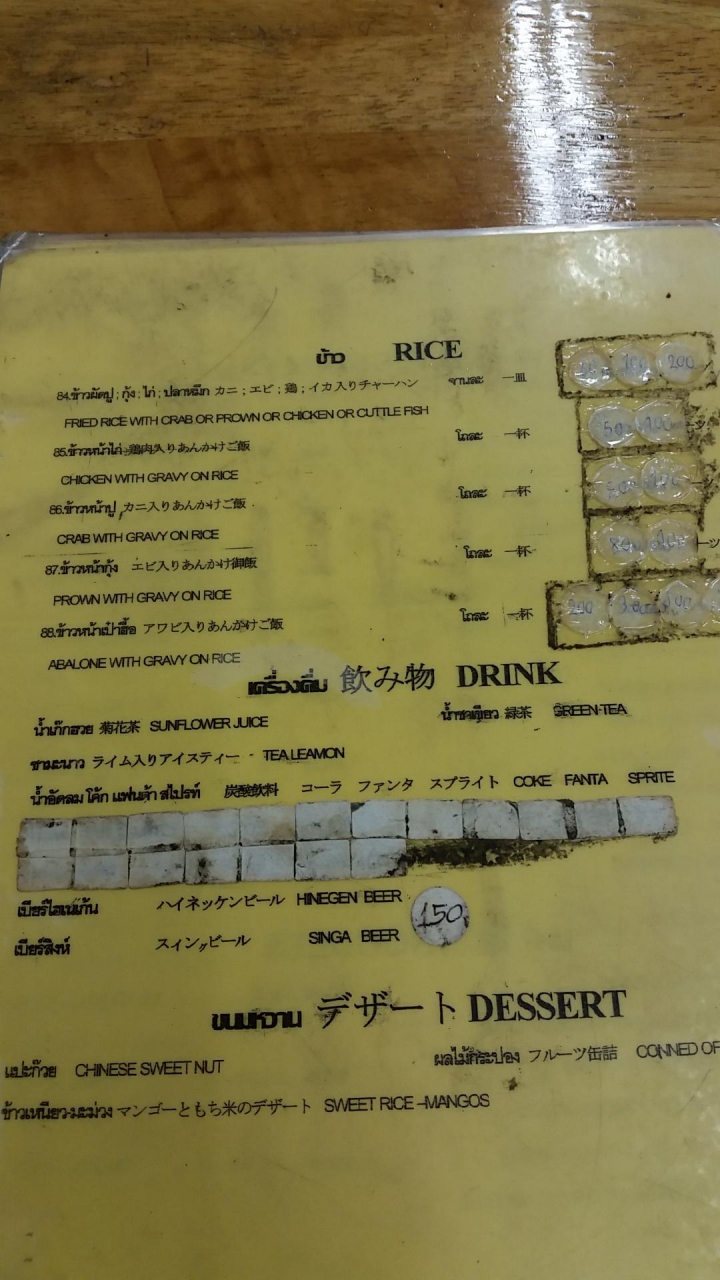 ข้าว RICE
84.ข้าวผัดปู ; กุ้ง ; ไก่ ; ปลาหมึก カニ ; エビ ; 鶏 ; イカ入りチャーハン จานละ 一皿 100 200
FRIED RICE WITH CRAB OR PROWN OR CHICKEN OR CUTTLE FISH
85.ข้าวหน้าไก่ 鶏肉入りあんかけご飯 โถละ 一杯 50 100
CHICKEN WITH GRAVY ON RICE
86.ข้าวหน้าปู カニ入りあんかけご飯 โถละ 一杯
CRAB WITH GRAVY ON RICE
87.ข้าวหน้ากุ้ง エビ入りあんかけ御飯 โถละ 一杯
PROWN WITH GRAVY ON RICE
88.ข้าวหน้าเป๋าฮื้อ アワビ入りあんかけご飯 โถละ 一杯 200
ABALONE WITH GRAVY ON RICE
เครื่องดื่ม 飲み物 DRINK
น้ำเก๊กฮวย 菊花茶 SUNFLOWER JUICE น้ำชาเขียว 緑茶 GREEN TEA
ชามะนาว ライム入りアイスティー - TEA LEAMON
น้ำอัดลม โค้ก แฟนต้า สไปรท์ 炭酸飲料 コーラ ファンタ スプライト COKE FANTA SPRITE
เบียร์ไฮเนเก้น ハイネッケンビール HINEGEN BEER 150
เบียร์สิงห์ スィングビール SINGA BEER
ขนมหวาน デザート DESSERT
แปะก๊วย CHINESE SWEET NUT ผลไม้กระป๋อง フルーツ缶詰 CONNED OF
ข้าวเหนียว-มะม่วง マンゴーともち米のデザート SWEET RICE –MANGOS